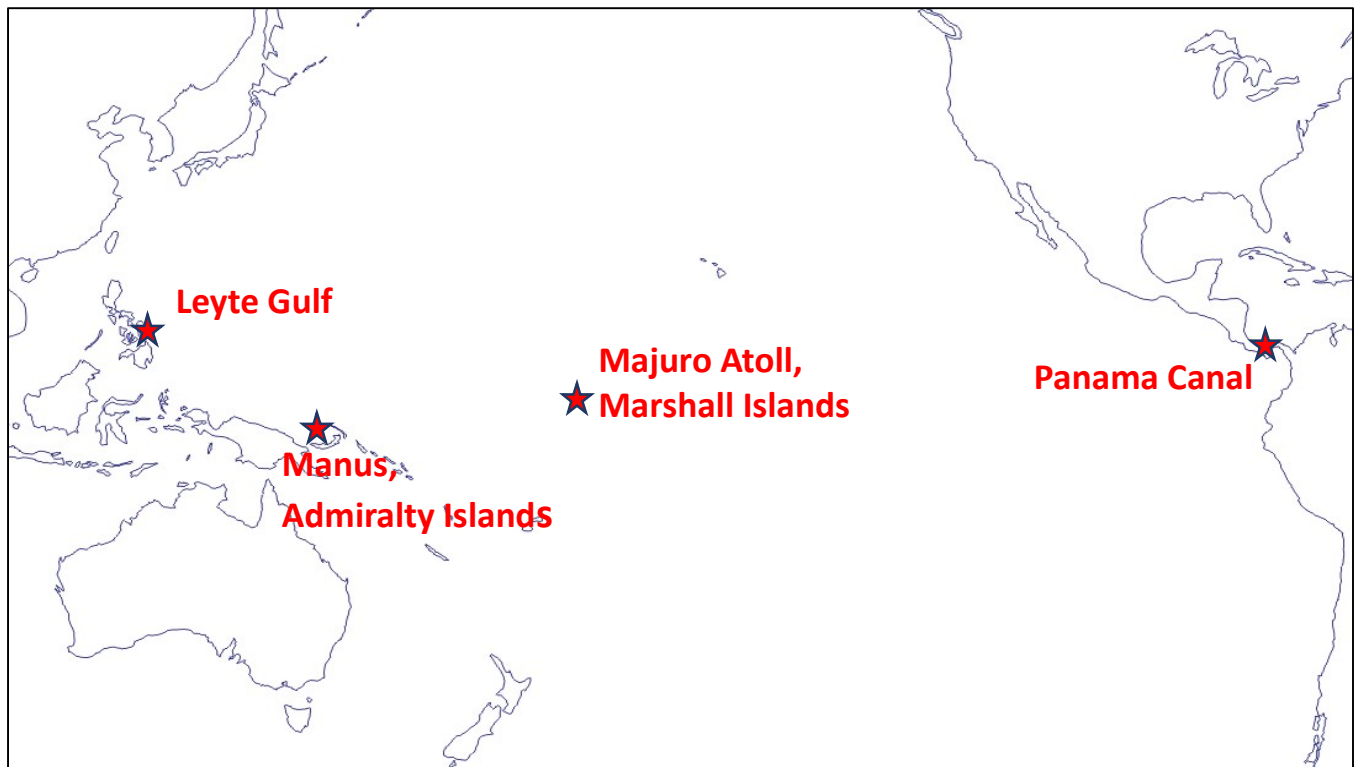 Leyte Gulf
Majuro Atoll,
Marshall Islands
Panama Canal
Manus,
Admiralty Islands